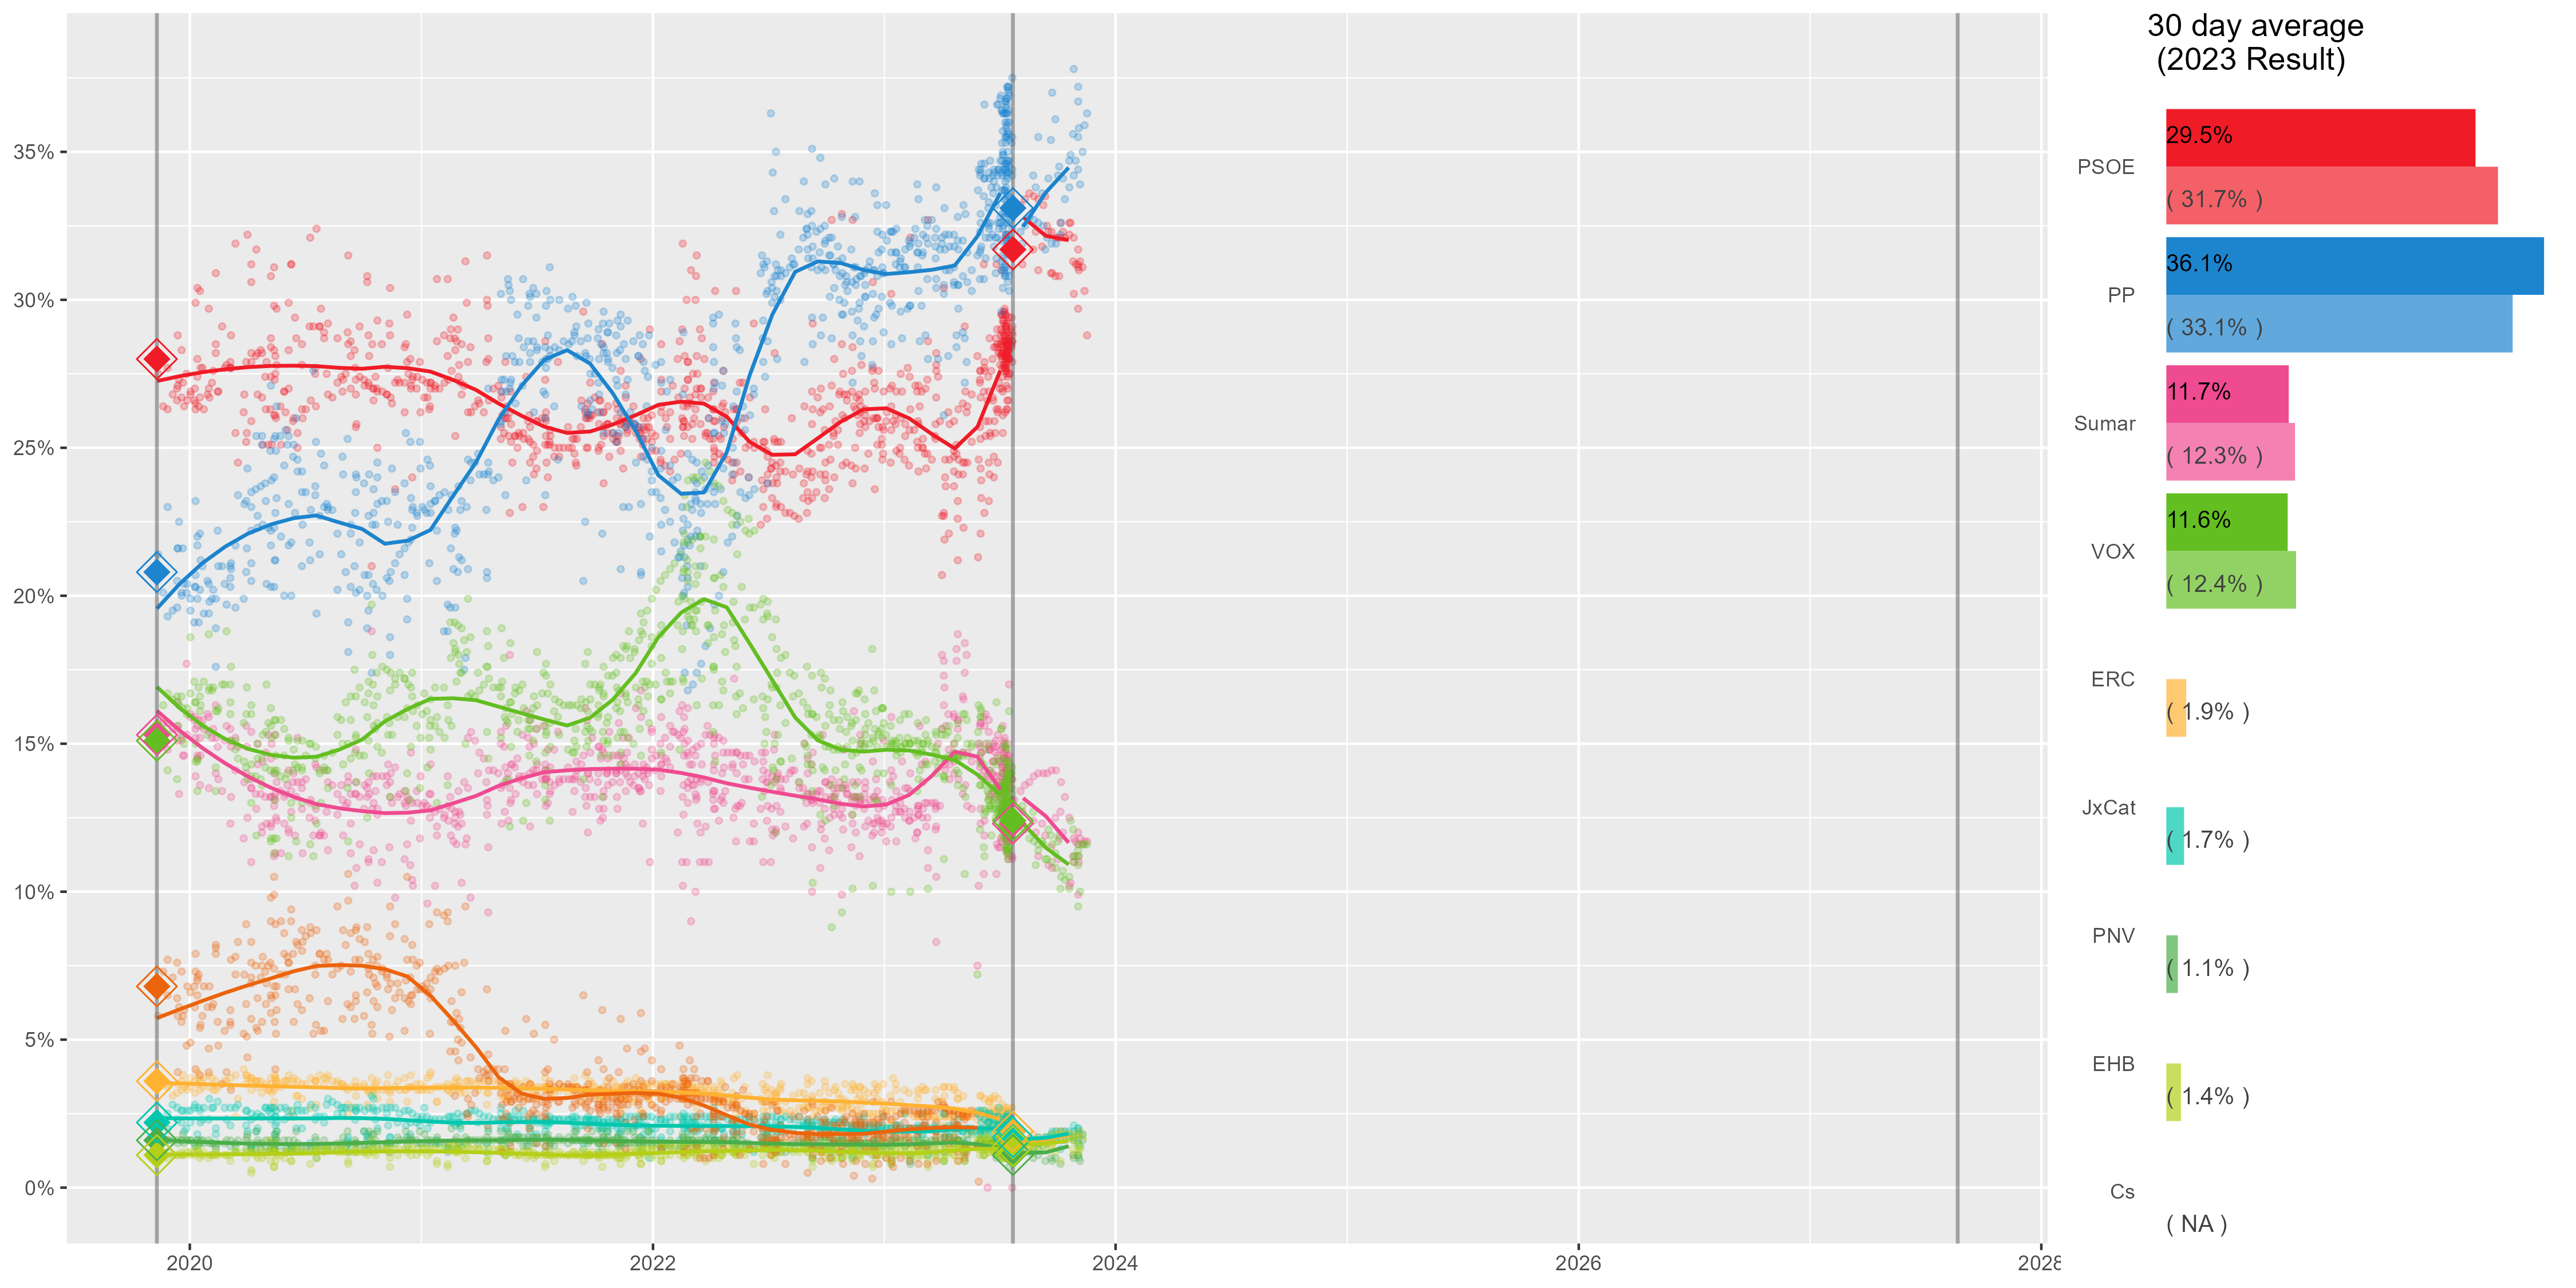 30 day average
(2023 Result)
35%
30%
25%
20%
15%
10%
5%
0%
2020
2022
2024
2026
2028
PSOE
29.5%
( 31.7% )
PP
36.1%
( 33.1% )
Sumar
11.7%
( 12.3% )
VOX
11.6%
( 12.4% )
ERC
( 1.9% )
JxCat
( 1.7% )
PNV
( 1.1% )
EHB
( 1.4% )
Cs
( NA )